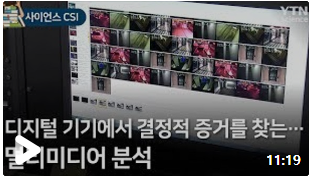 사이언스 CSI
YTN
Science
디지털 기기에서 결정적 증거를 찾는…
멀티미디어 분석
11:19